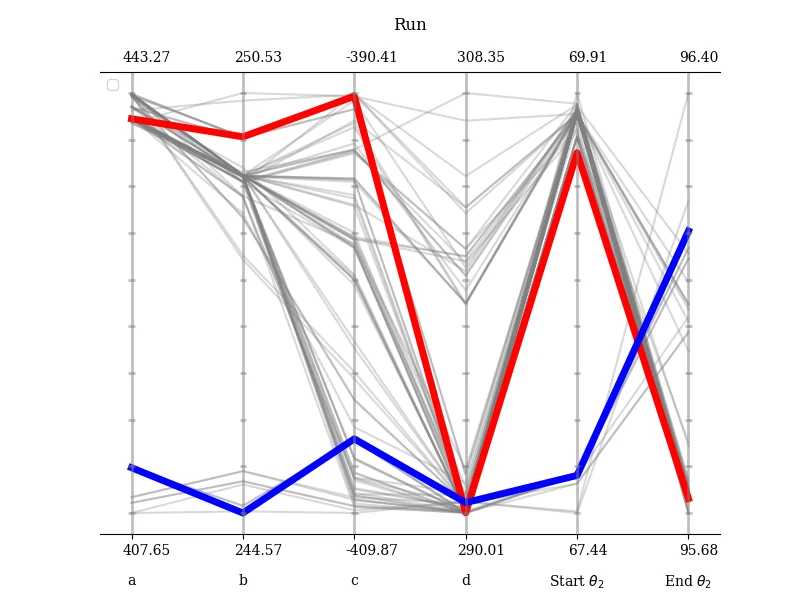 Run
443.27 250.53 -390.41 308.35 69.91 96.40
407.65 244.57 -409.87 290.01 67.44 95.68
a b c d Start θ₂ End θ₂